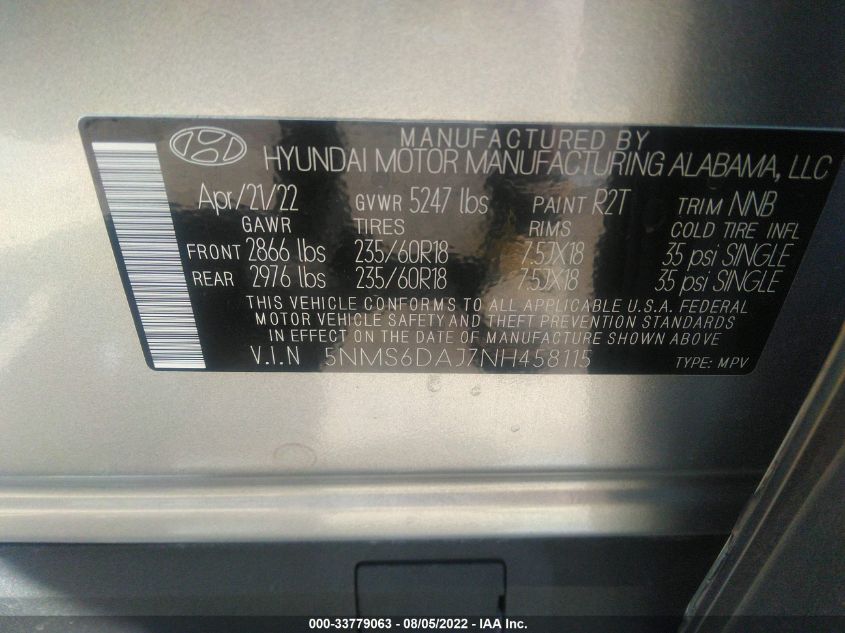 MANUFACTURED BY
HYUNDAI MOTOR MANUFACTURING ALABAMA, LLC
Apr/21/22 GVWR 5247 lbs PAINT R2T TRIM NNB
GAWR TIRES RIMS COLD TIRE INFL
FRONT 2866 lbs 235/60R18 7.5JX18 35 psi SINGLE
REAR 2976 lbs 235/60R18 7.5JX18 35 psi SINGLE
THIS VEHICLE CONFORMS TO ALL APPLICABLE U.S.A. FEDERAL
MOTOR VEHICLE SAFETY AND THEFT PREVENTION STANDARDS
IN EFFECT ON THE DATE OF MANUFACTURE SHOWN ABOVE
V.I.N 5NMS6DAJ7NH458115 TYPE: MPV
000-33779063 - 08/05/2022 - IAA Inc.